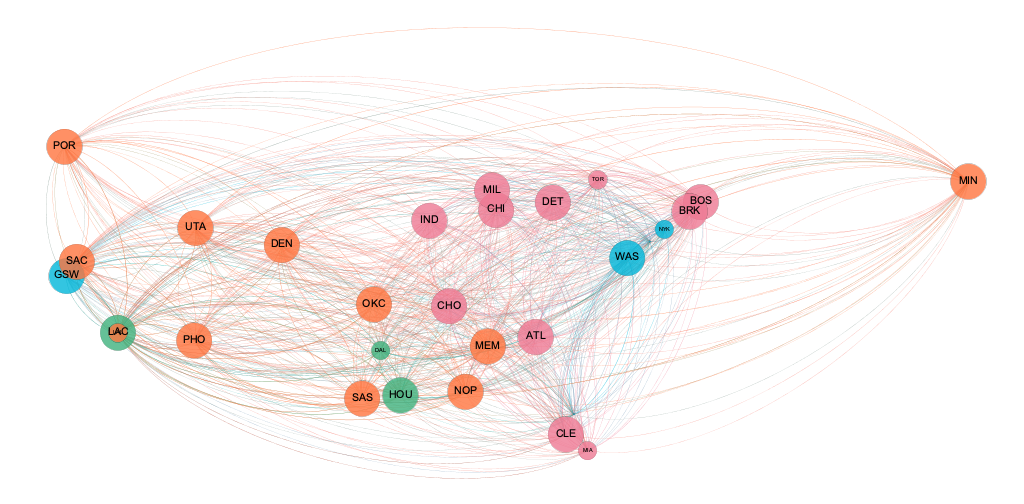 POR
TOR
MIN
MIL
BOS
DET
CHI
BRK
IND
UTA
NYK
DEN
WAS
SAC
GSW
OKC
CHO
LAC
ATL
PHO
MEM
DAL
NOP
HOU
SAS
CLE
MIA